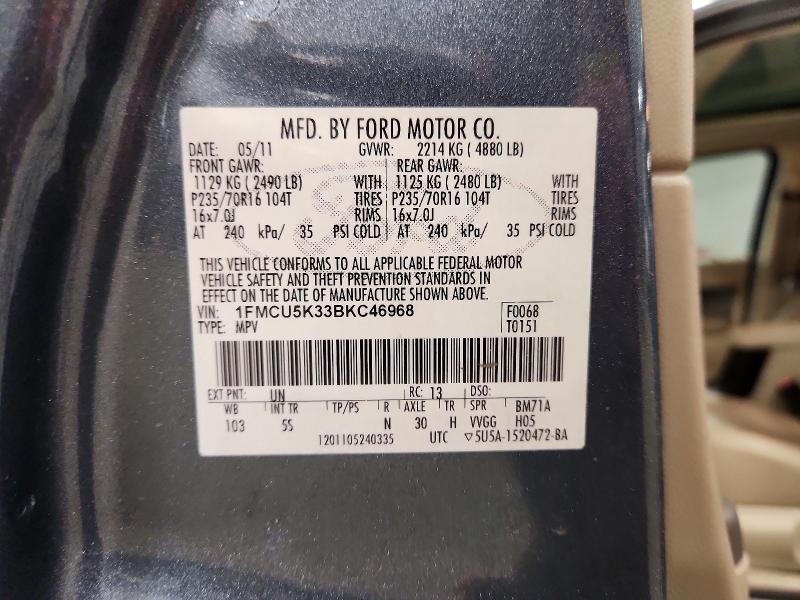 MFD. BY FORD MOTOR CO.
DATE: 05/11 GVWR: 2214 KG ( 4880 LB)
FRONT GAWR: REAR GAWR:
1129 KG ( 2490 LB) WITH 1125 KG ( 2480 LB) WITH
P235/70R16 104T TIRES P235/70R16 104T TIRES
16x7.0J RIMS 16x7.0J RIMS
AT 240 kPa/ 35 PSI COLD AT 240 kPa/ 35 PSI COLD
THIS VEHICLE CONFORMS TO ALL APPLICABLE FEDERAL MOTOR
VEHICLE SAFETY AND THEFT PREVENTION STANDARDS IN
EFFECT ON THE DATE OF MANUFACTURE SHOWN ABOVE.
VIN: 1FMCU5K33BKC46968 F0068
TYPE: MPV T0151
EXT PNT: UN RC: 13 DSO:
WB INT TR TP/PS R AXLE TR SPR BM71A
103 5S N 30 H VVGG H05
1201105240335 UTC ▽5U5A-1520472-BA